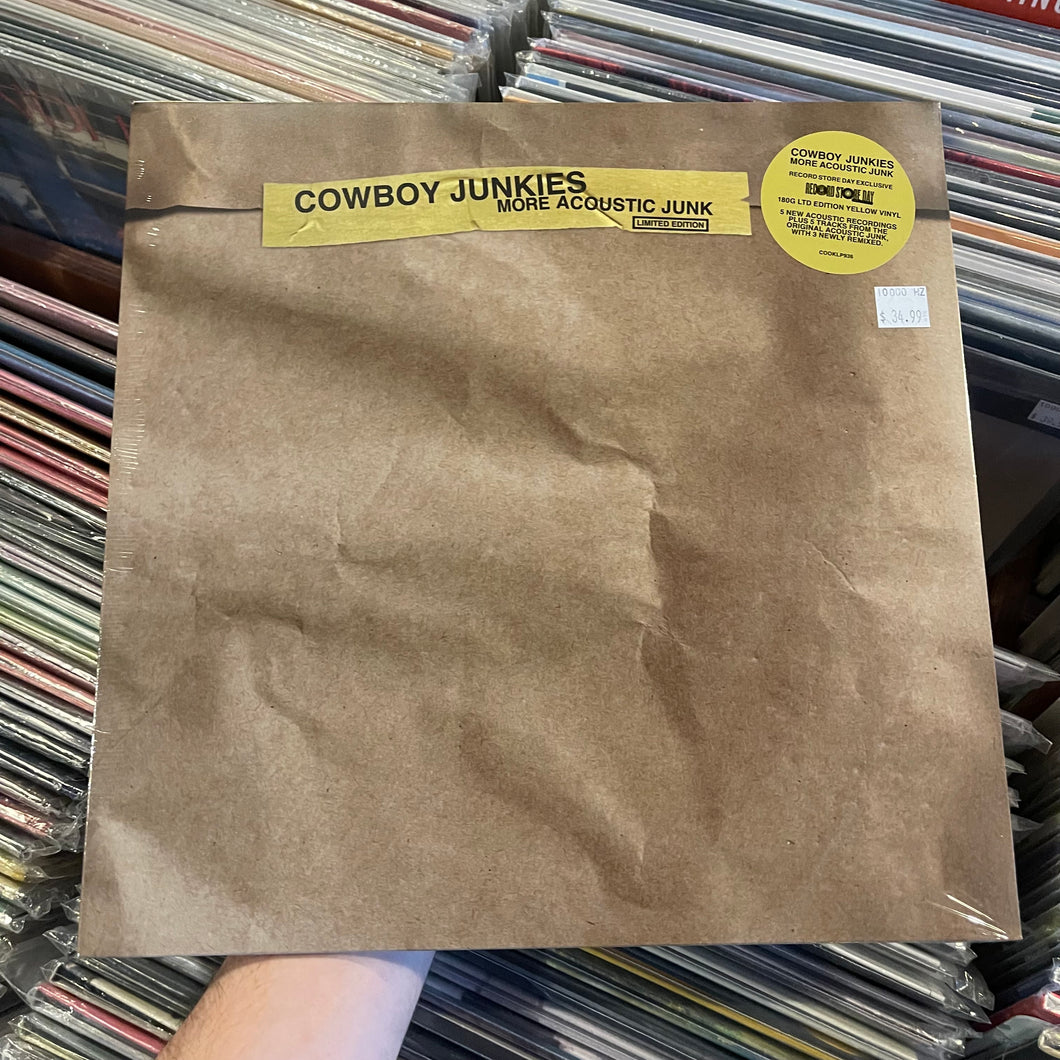 COWBOY JUNKIES
MORE ACOUSTIC JUNK
LIMITED EDITION
COWBOY JUNKIES
MORE ACOUSTIC JUNK
RECORD STORE DAY EXCLUSIVE
RECORD STORE DAY
180G LTD EDITION YELLOW VINYL
5 NEW ACOUSTIC RECORDINGS
PLUS 5 TRACKS FROM THE
ORIGINAL ACOUSTIC JUNK,
WITH 3 NEWLY REMIXED.
COOKLP936
10000 HZ
$ 34.99